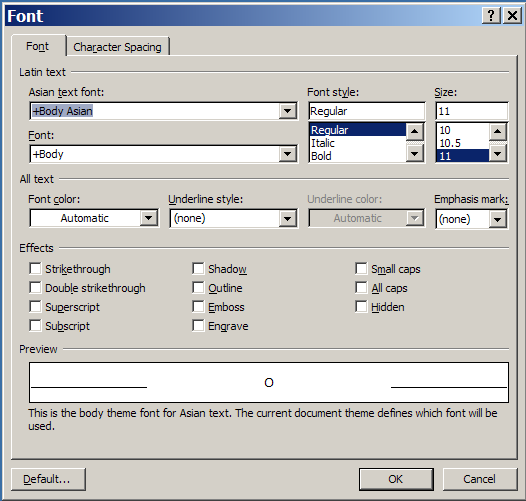 Font
Font Character Spacing
Latin text
Asian text font: Font style: Size:
+Body Asian Regular 11
Font: Regular 10
Italic 10.5
+Body Bold 11
All text
Font color: Underline style: Underline color: Emphasis mark:
Automatic (none) Automatic (none)
Effects
Strikethrough Shadow Small caps
Double strikethrough Outline All caps
Superscript Emboss Hidden
Subscript Engrave
Preview
O
This is the body theme font for Asian text. The current document theme defines which font will be
used.
Default... OK Cancel